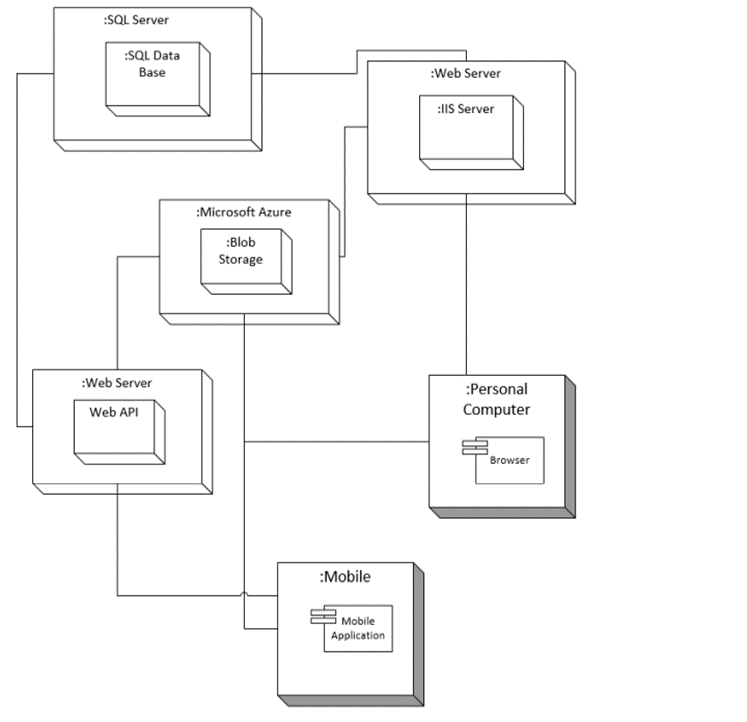 :SQL Server
:SQL Data
Base
:Web Server
:IIS Server
:Microsoft Azure
:Blob
Storage
:Web Server
Web API
:Personal
Computer
Browser
:Mobile
Mobile
Application